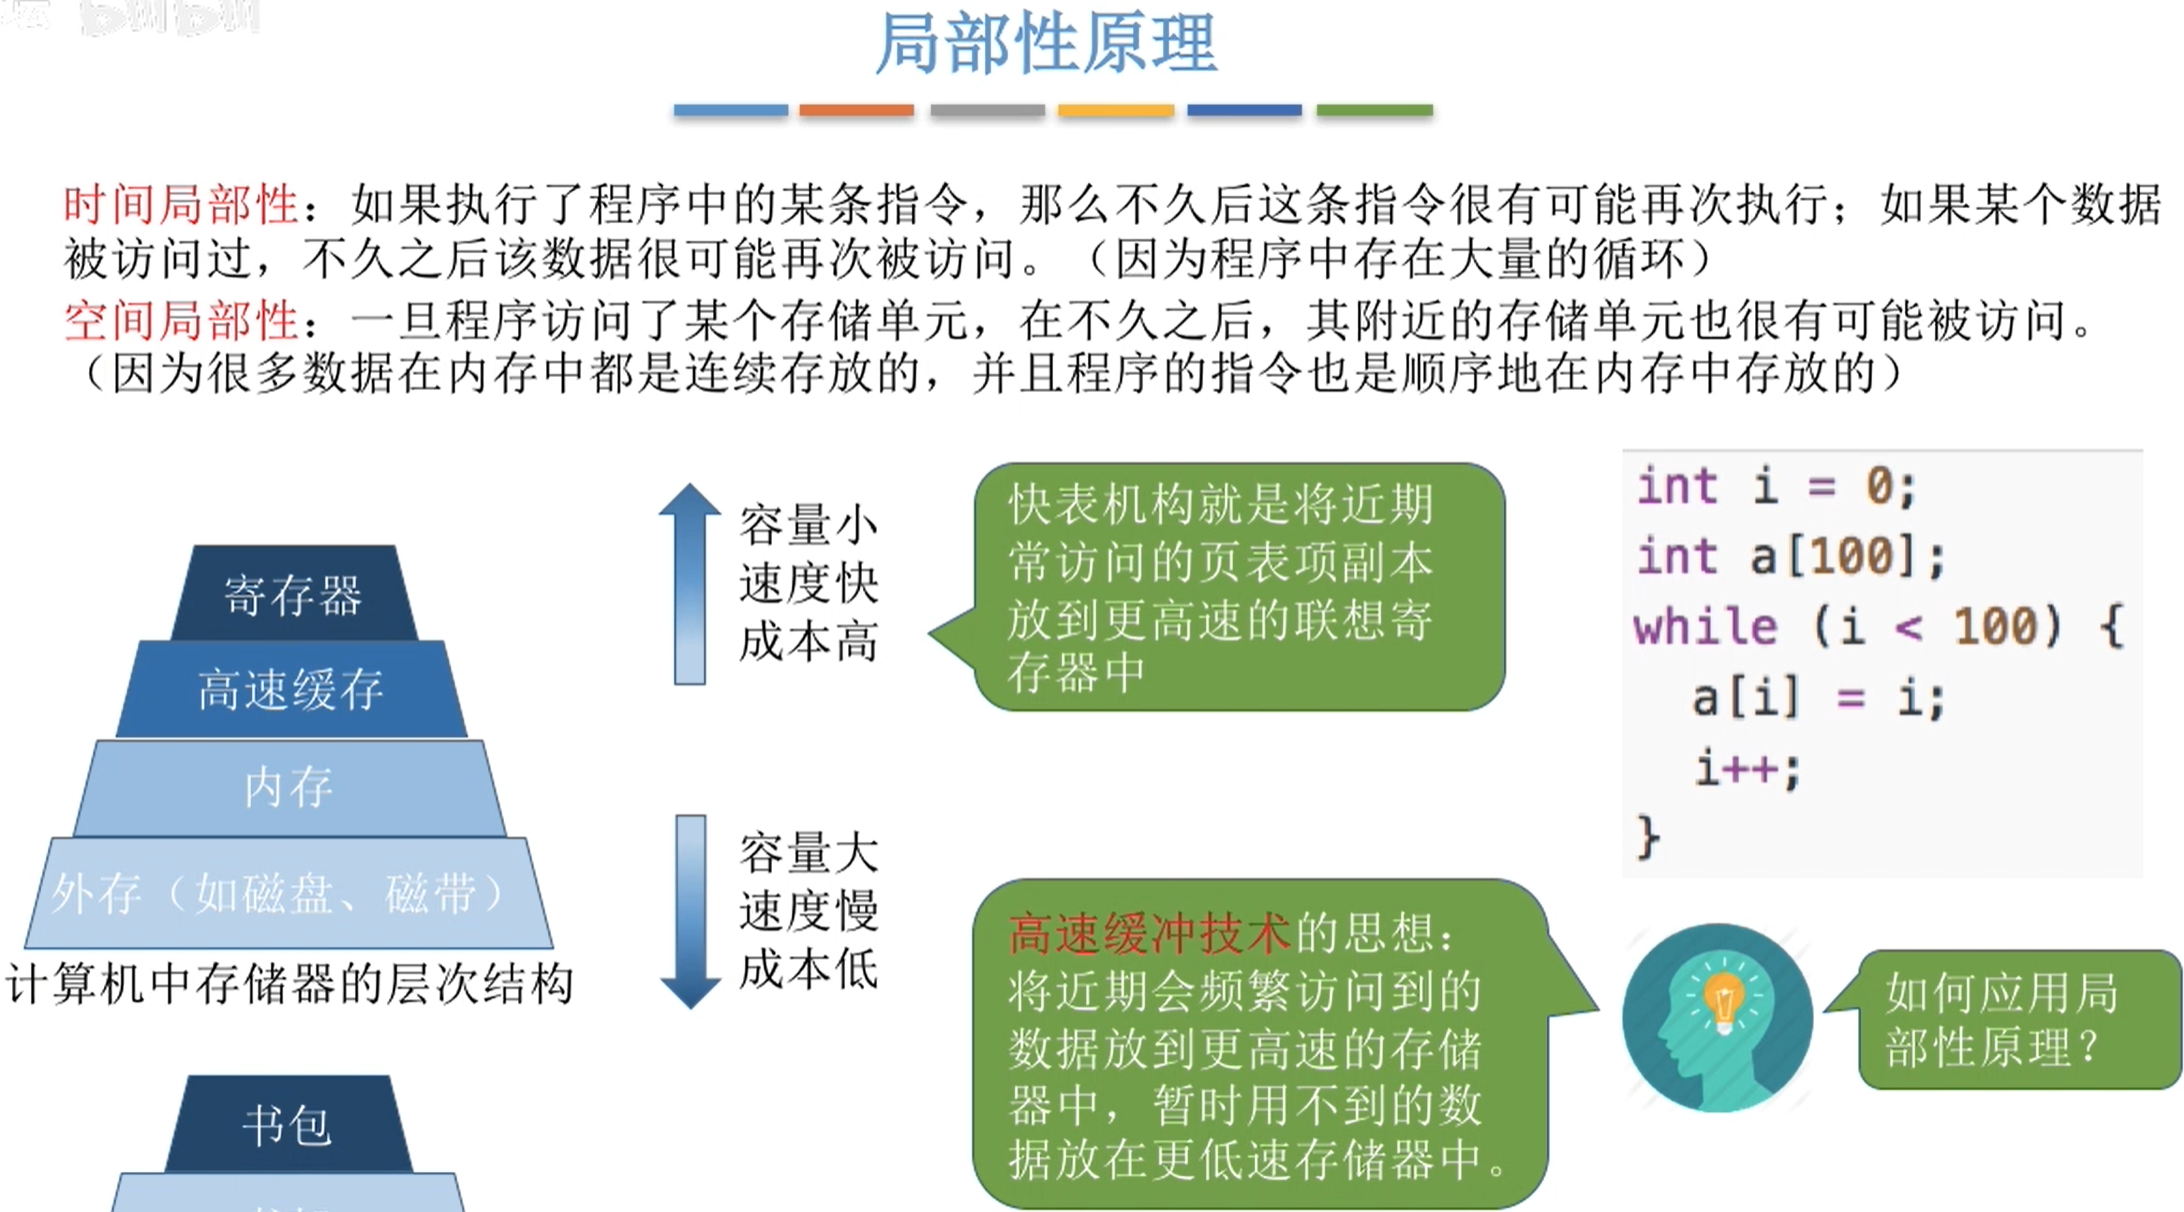 局部性原理
时间局部性：如果执行了程序中的某条指令，那么不久后这条指令很有可能再次执行；如果某个数据
被访问过，不久之后该数据很可能再次被访问。（因为程序中存在大量的循环）
空间局部性：一旦程序访问了某个存储单元，在不久之后，其附近的存储单元也很有可能被访问。
（因为很多数据在内存中都是连续存放的，并且程序的指令也是顺序地在内存中存放的）
寄存器
高速缓存
内存
外存（如磁盘、磁带）
计算机中存储器的层次结构
书包
容量小
速度快
成本高
容量大
速度慢
成本低
快表机构就是将近期
常访问的页表项副本
放到更高速的联想寄
存器中
高速缓冲技术的思想：
将近期会频繁访问到的
数据放到更高速的存储
器中，暂时用不到的数
据放在更低速存储器中。
int i = 0;
int a[100];
while (i < 100) {
a[i] = i;
i++;
}
如何应用局
部性原理？